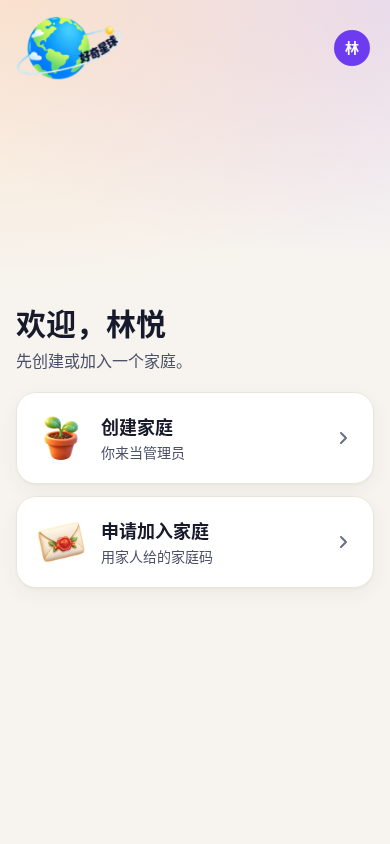 好奇星球
林
欢迎，林悦
先创建或加入一个家庭。
创建家庭
你来当管理员
申请加入家庭
用家人给的家庭码